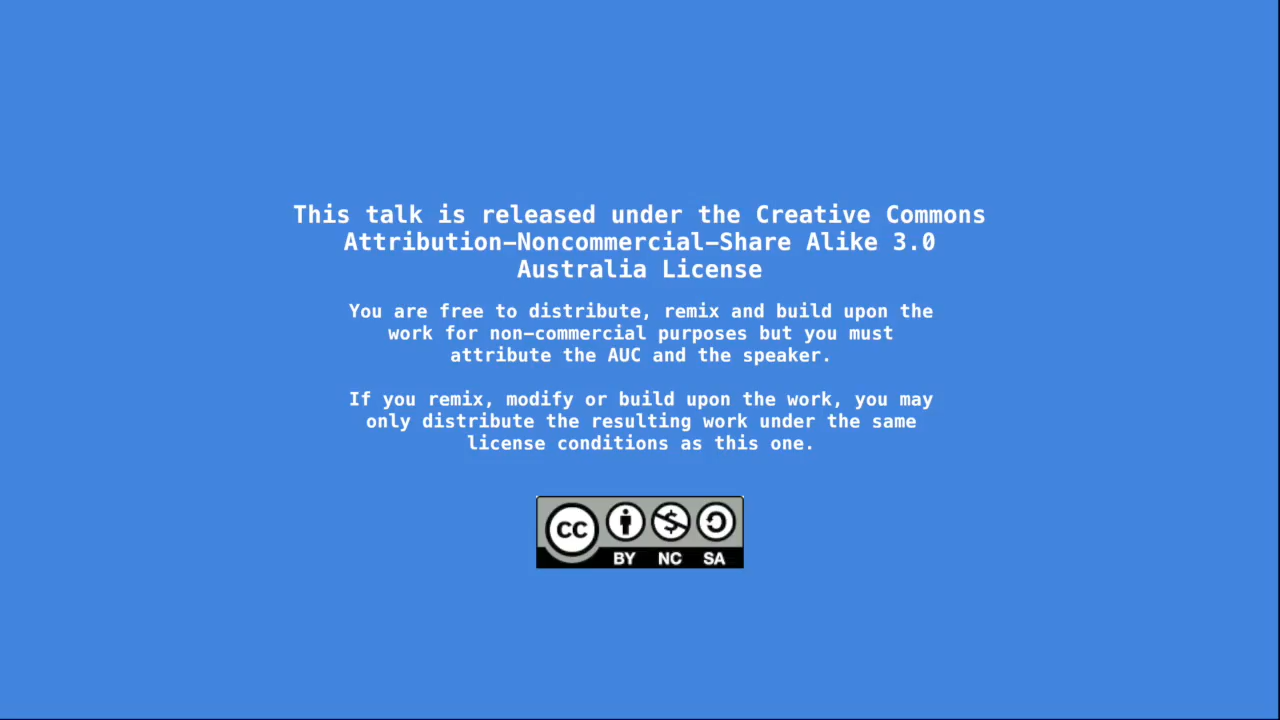 This talk is released under the Creative Commons
Attribution–Noncommercial–Share Alike 3.0
Australia License
You are free to distribute, remix and build upon the
work for non–commercial purposes but you must
attribute the AUC and the speaker.
If you remix, modify or build upon the work, you may
only distribute the resulting work under the same
license conditions as this one.
CC
BY NC SA